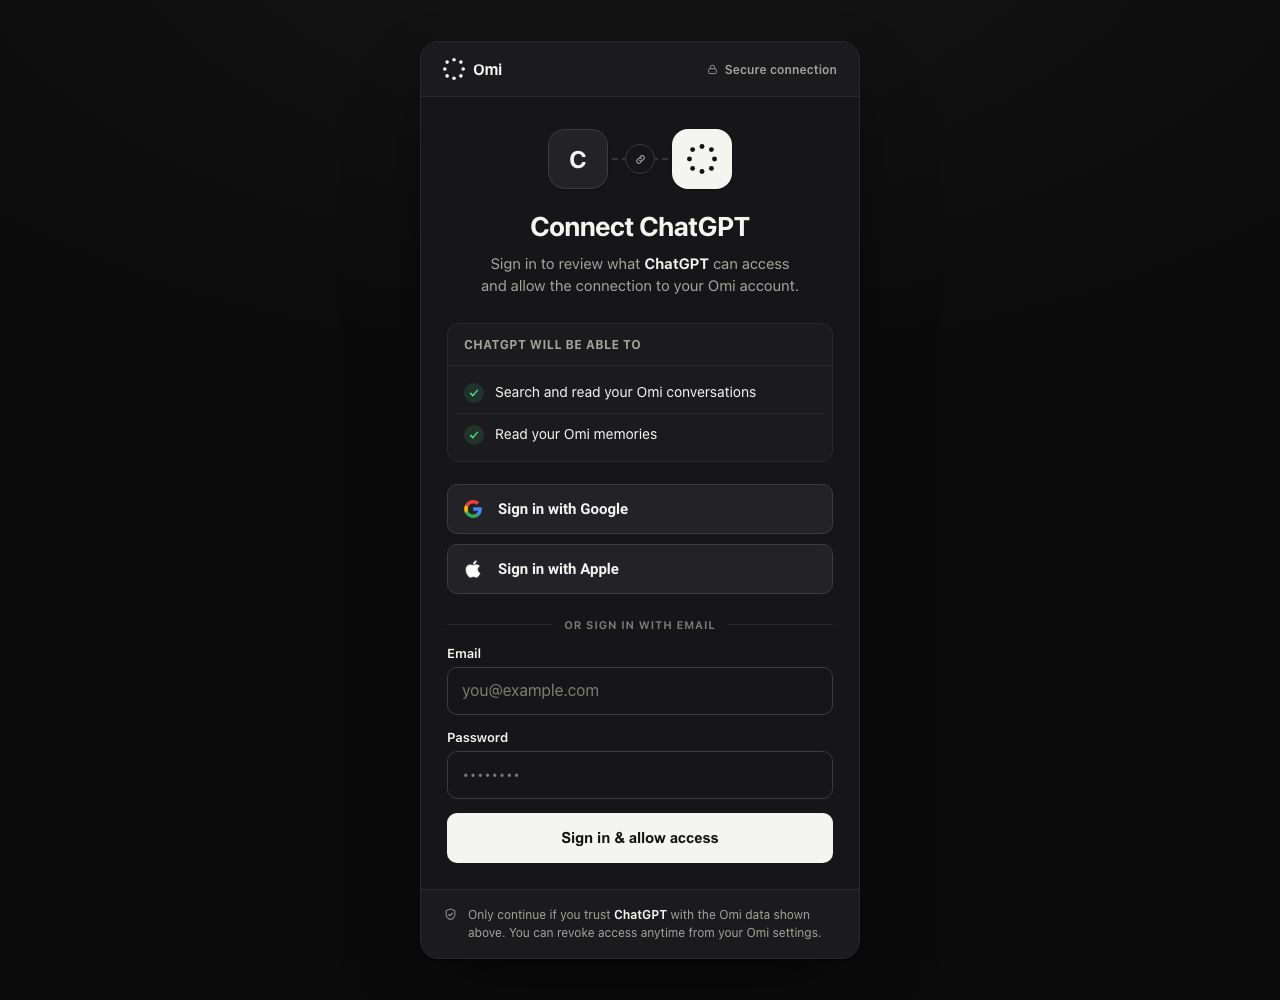 Omi
Secure connection
C
Connect ChatGPT
Sign in to review what ChatGPT can access
and allow the connection to your Omi account.
CHATGPT WILL BE ABLE TO
Search and read your Omi conversations
Read your Omi memories
Sign in with Google
Sign in with Apple
OR SIGN IN WITH EMAIL
Email
you@example.com
Password
••••••••
Sign in & allow access
Only continue if you trust ChatGPT with the Omi data shown
above. You can revoke access anytime from your Omi settings.